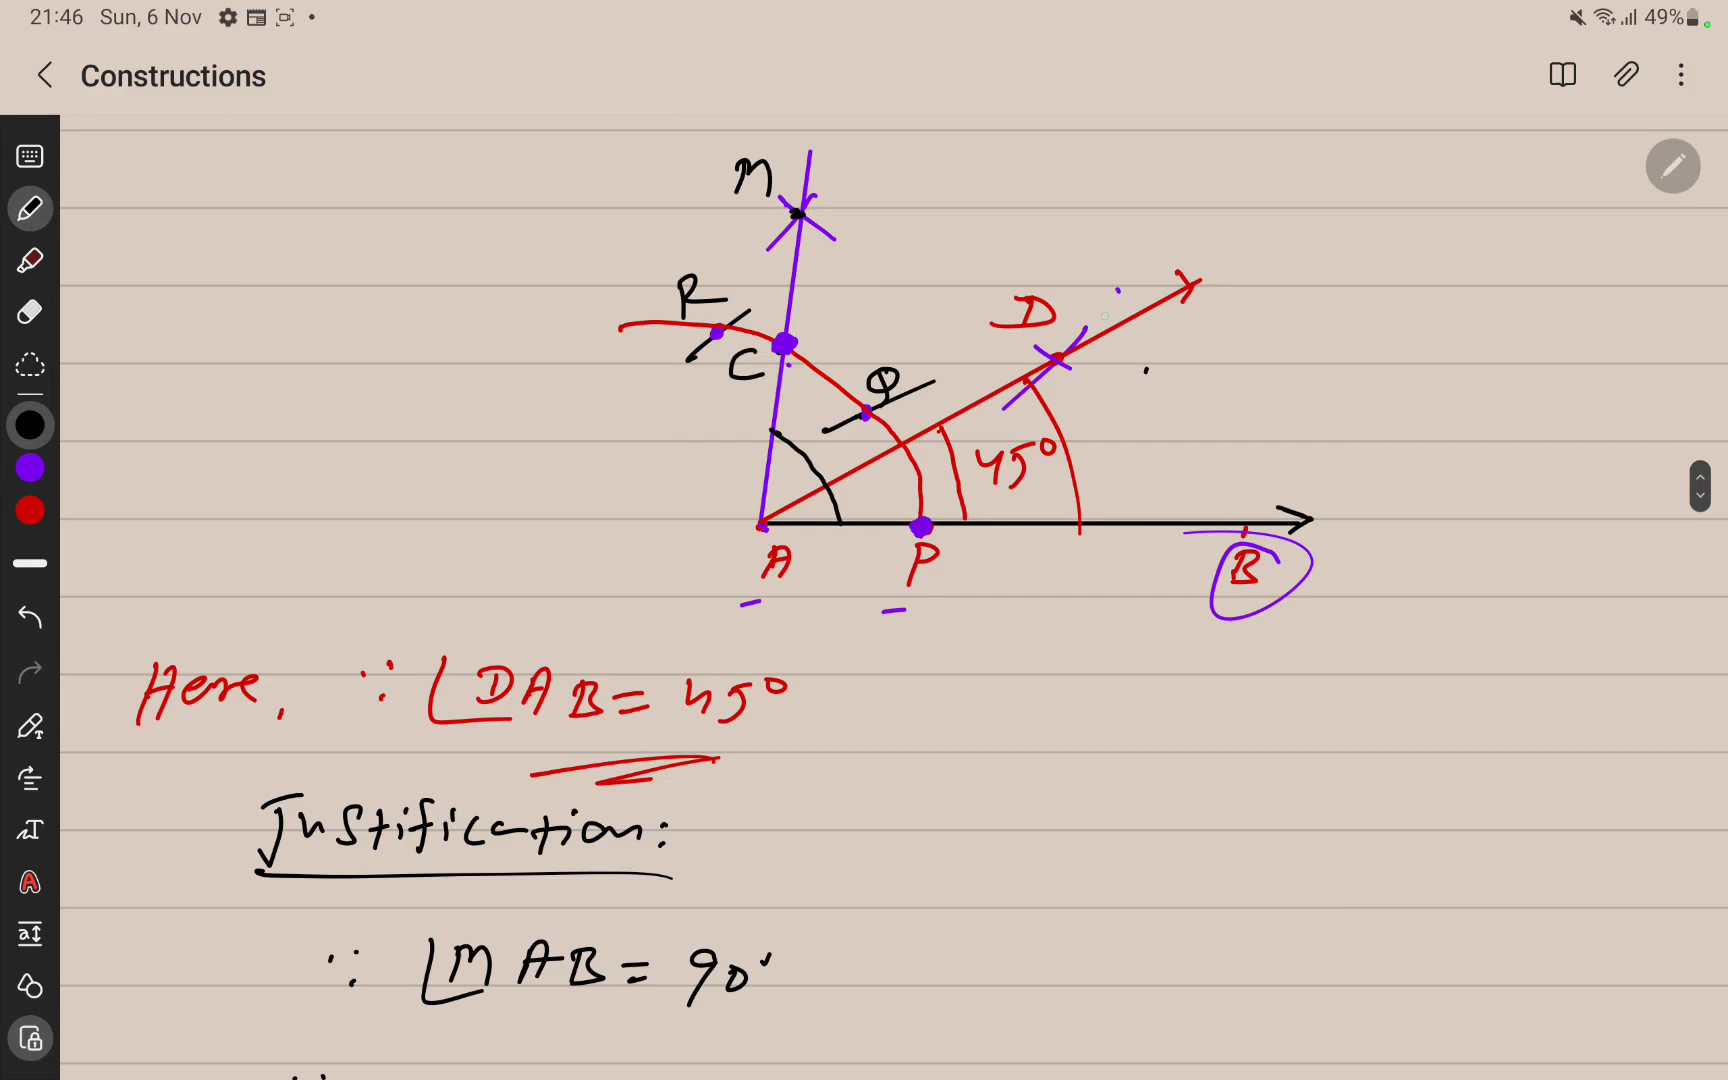 21:46 Sun, 6 Nov 49%
Constructions
M
R
D
C
Q
45°
A P B
Here, ∵ ∠DAB = 45°
Justification:
∵ ∠MAB = 90°